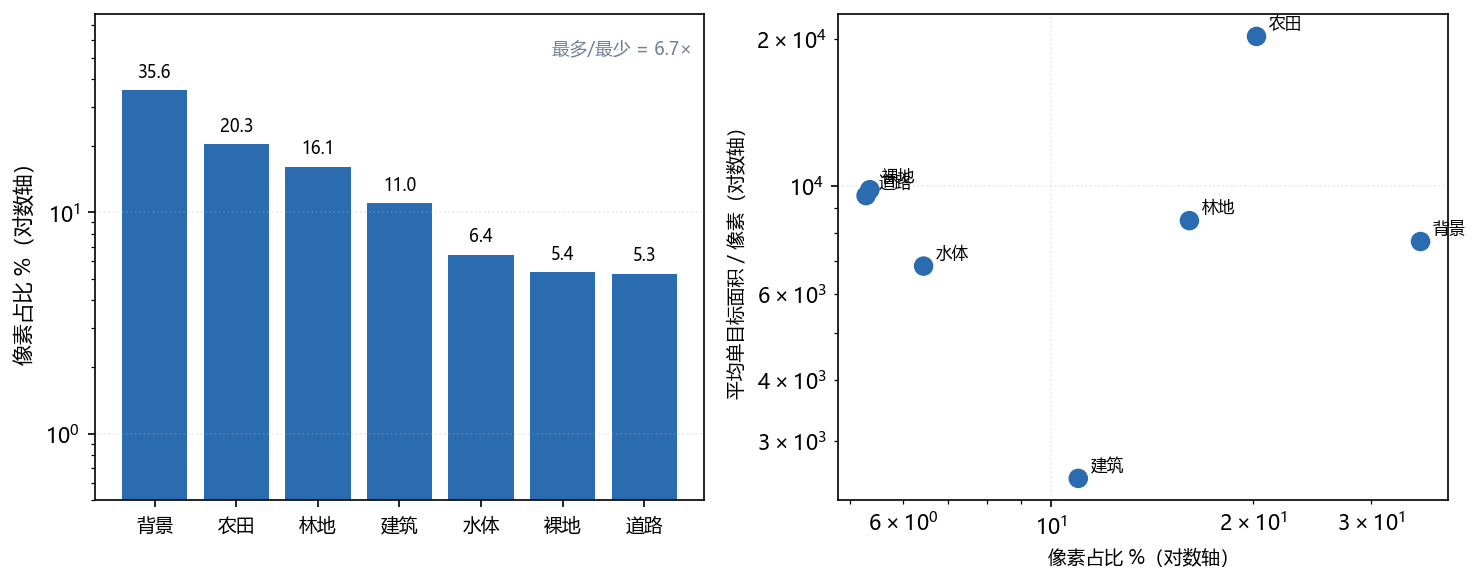 像素占比 %（对数轴）
10¹
10⁰
最多/最少 = 6.7×
35.6
20.3
16.1
11.0
6.4
5.4
5.3
背景
农田
林地
建筑
水体
裸地
道路
平均单目标面积 / 像素（对数轴）
2 × 10⁴
10⁴
6 × 10³
4 × 10³
3 × 10³
农田
裸地
道路
林地
背景
水体
建筑
6 × 10⁰
10¹
2 × 10¹
3 × 10¹
像素占比 %（对数轴）